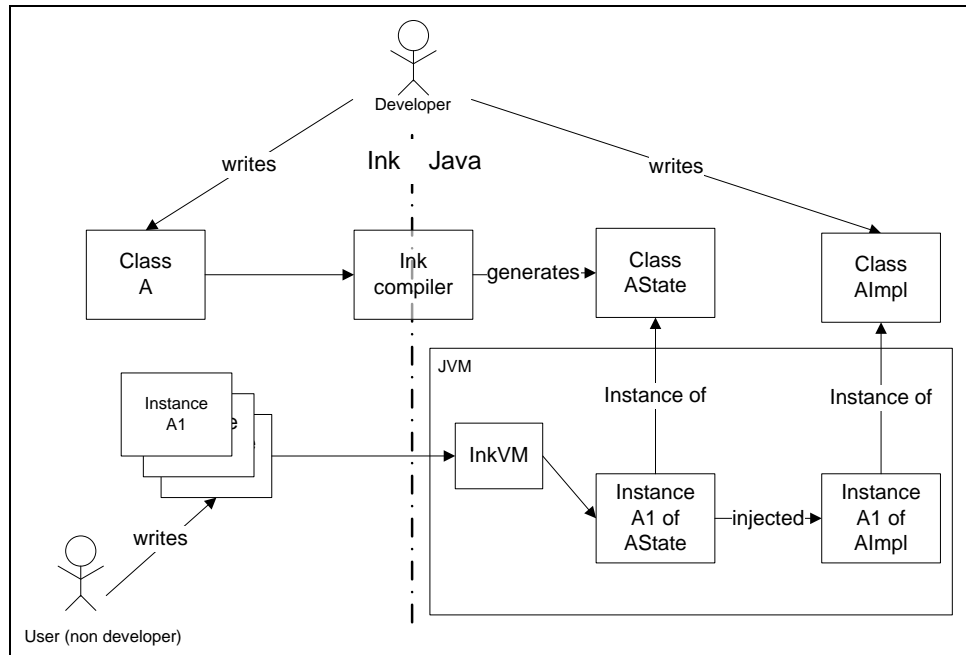 Developer
Ink Java
writes
writes
Class
A
Ink
compiler
generates
Class
AState
Class
AImpl
JVM
Instance
A1
e
e
Instance of
Instance of
InkVM
Instance
A1 of
AState
injected
Instance
A1 of
AImpl
writes
User (non developer)